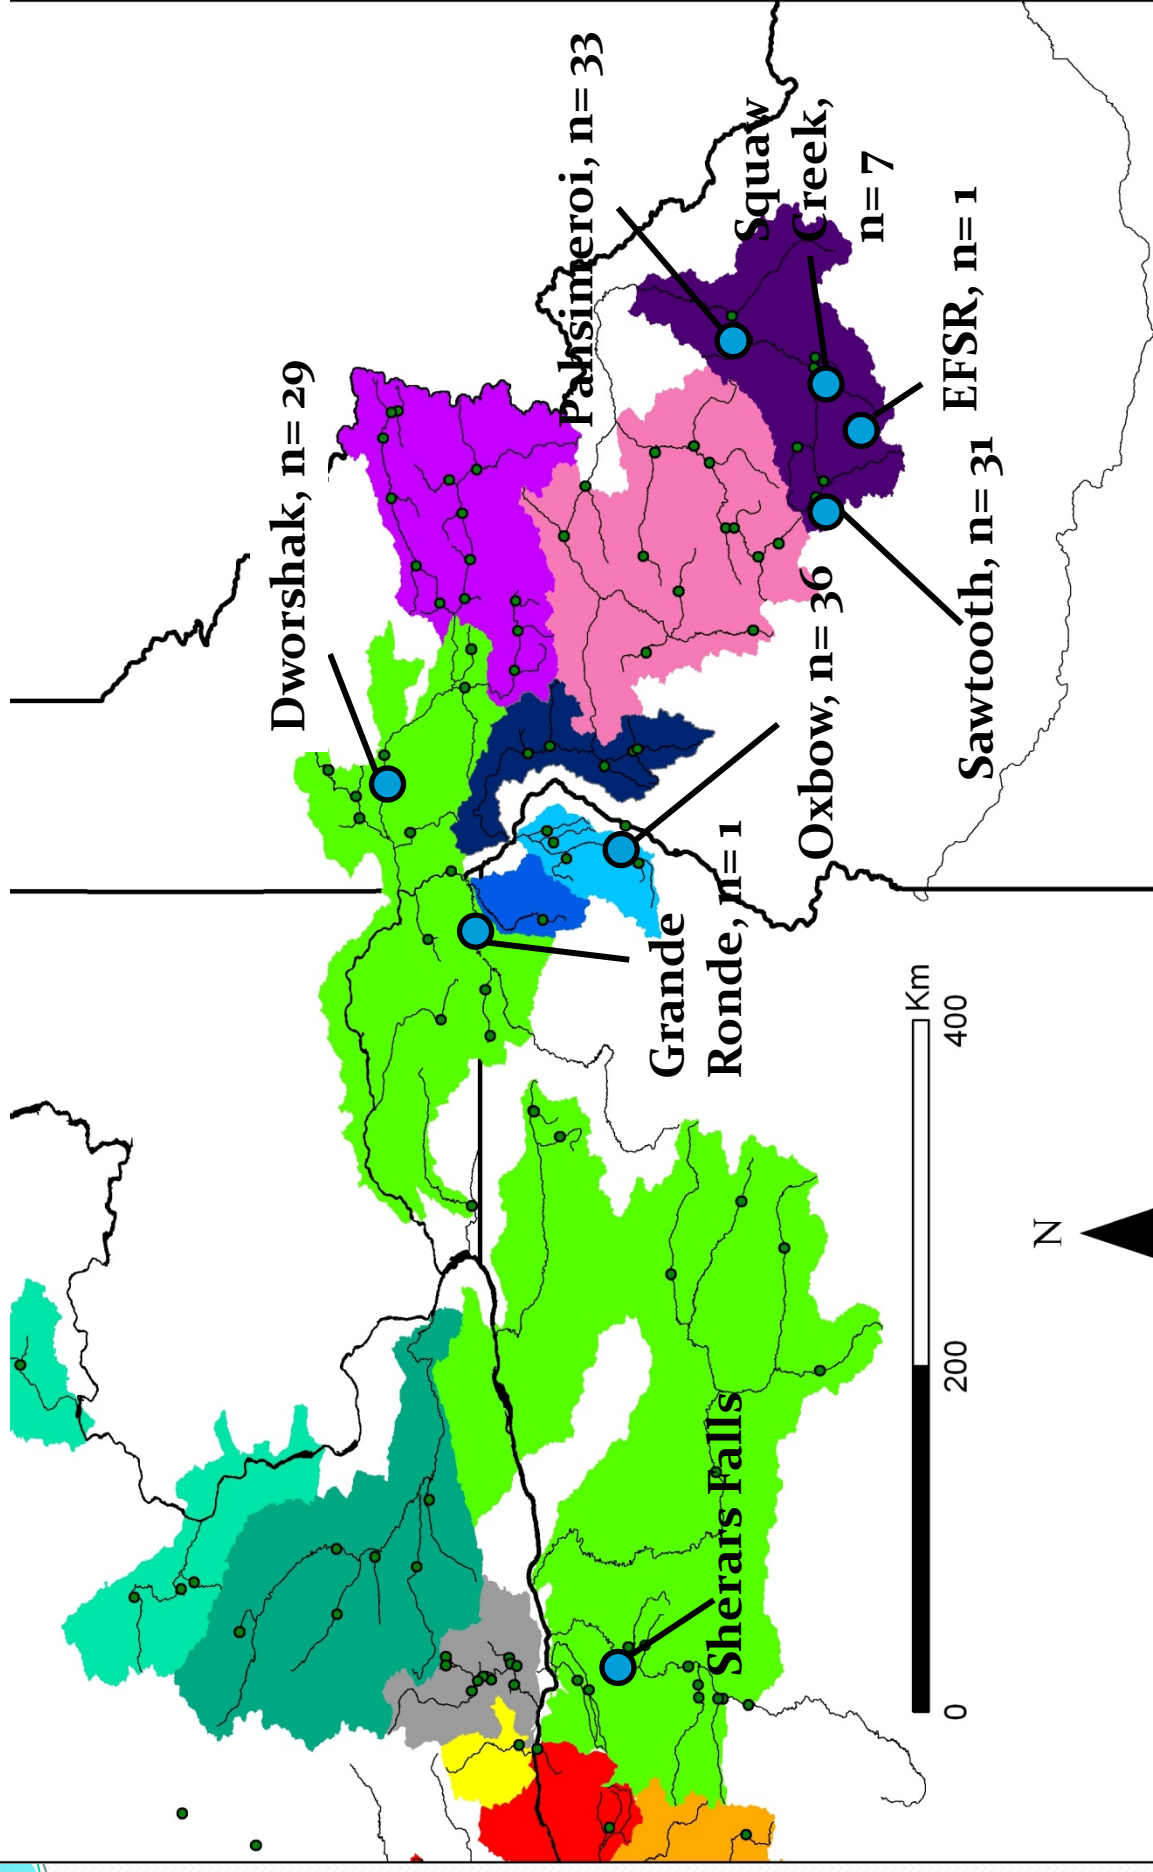 Dworshak, n= 29
Pahsimeroi, n= 33
Squaw
Creek,
n= 7
EFSR, n= 1
Sawtooth, n= 31
Oxbow, n= 36
Grande
Ronde, n= 1
Sherars Falls
Km
0 200 400
N